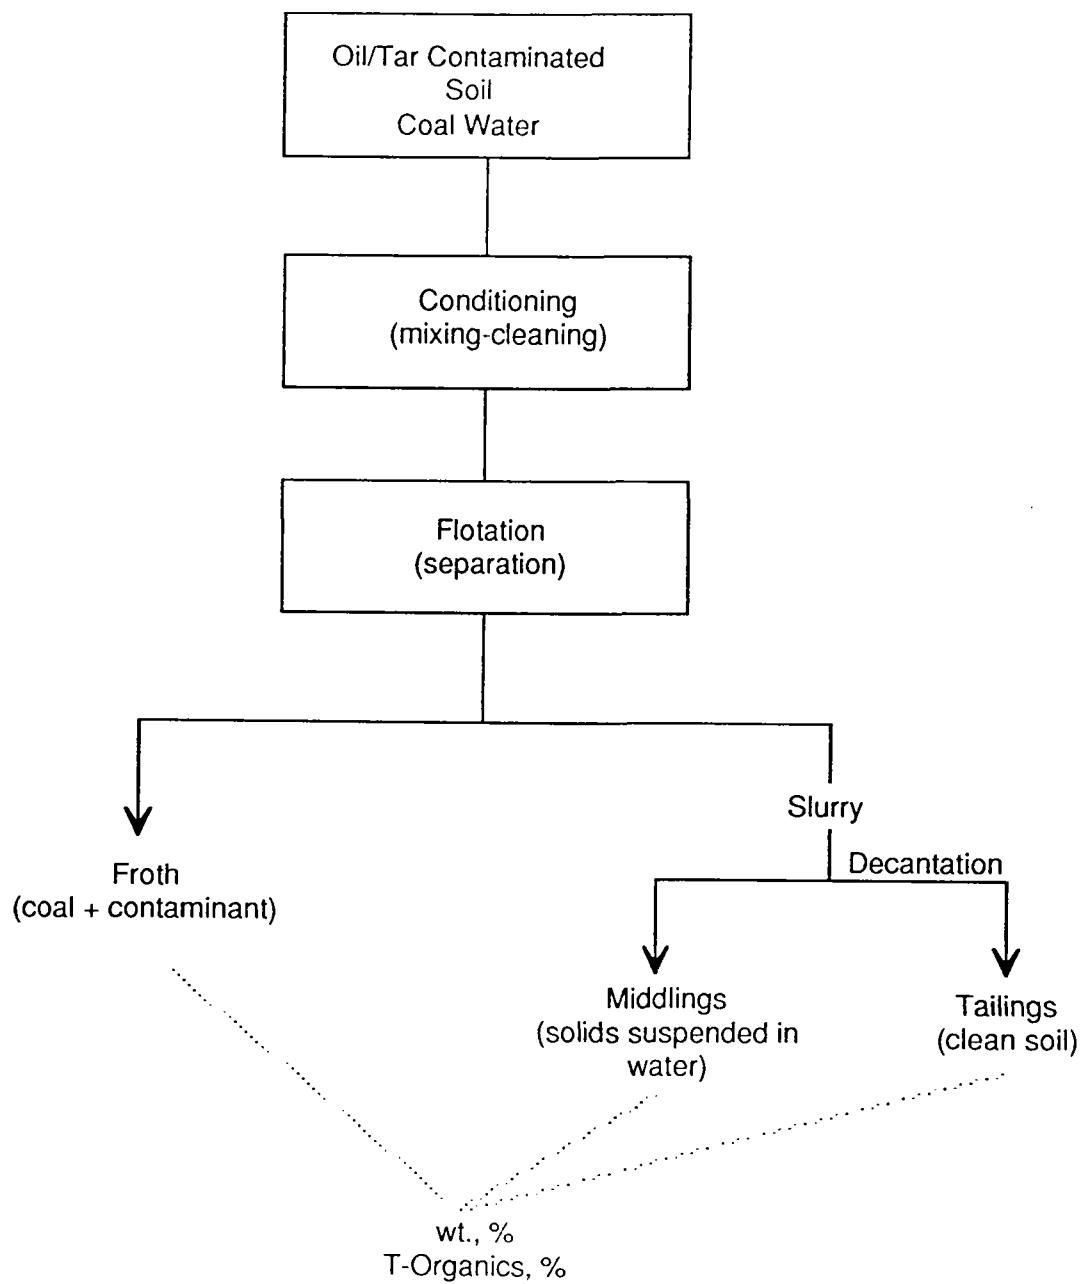 Oil/Tar Contaminated
Soil
Coal Water
Conditioning
(mixing-cleaning)
Flotation
(separation)
Slurry
Decantation
Froth
(coal + contaminant)
Middlings
(solids suspended in
water)
Tailings
(clean soil)
wt., %
T-Organics, %